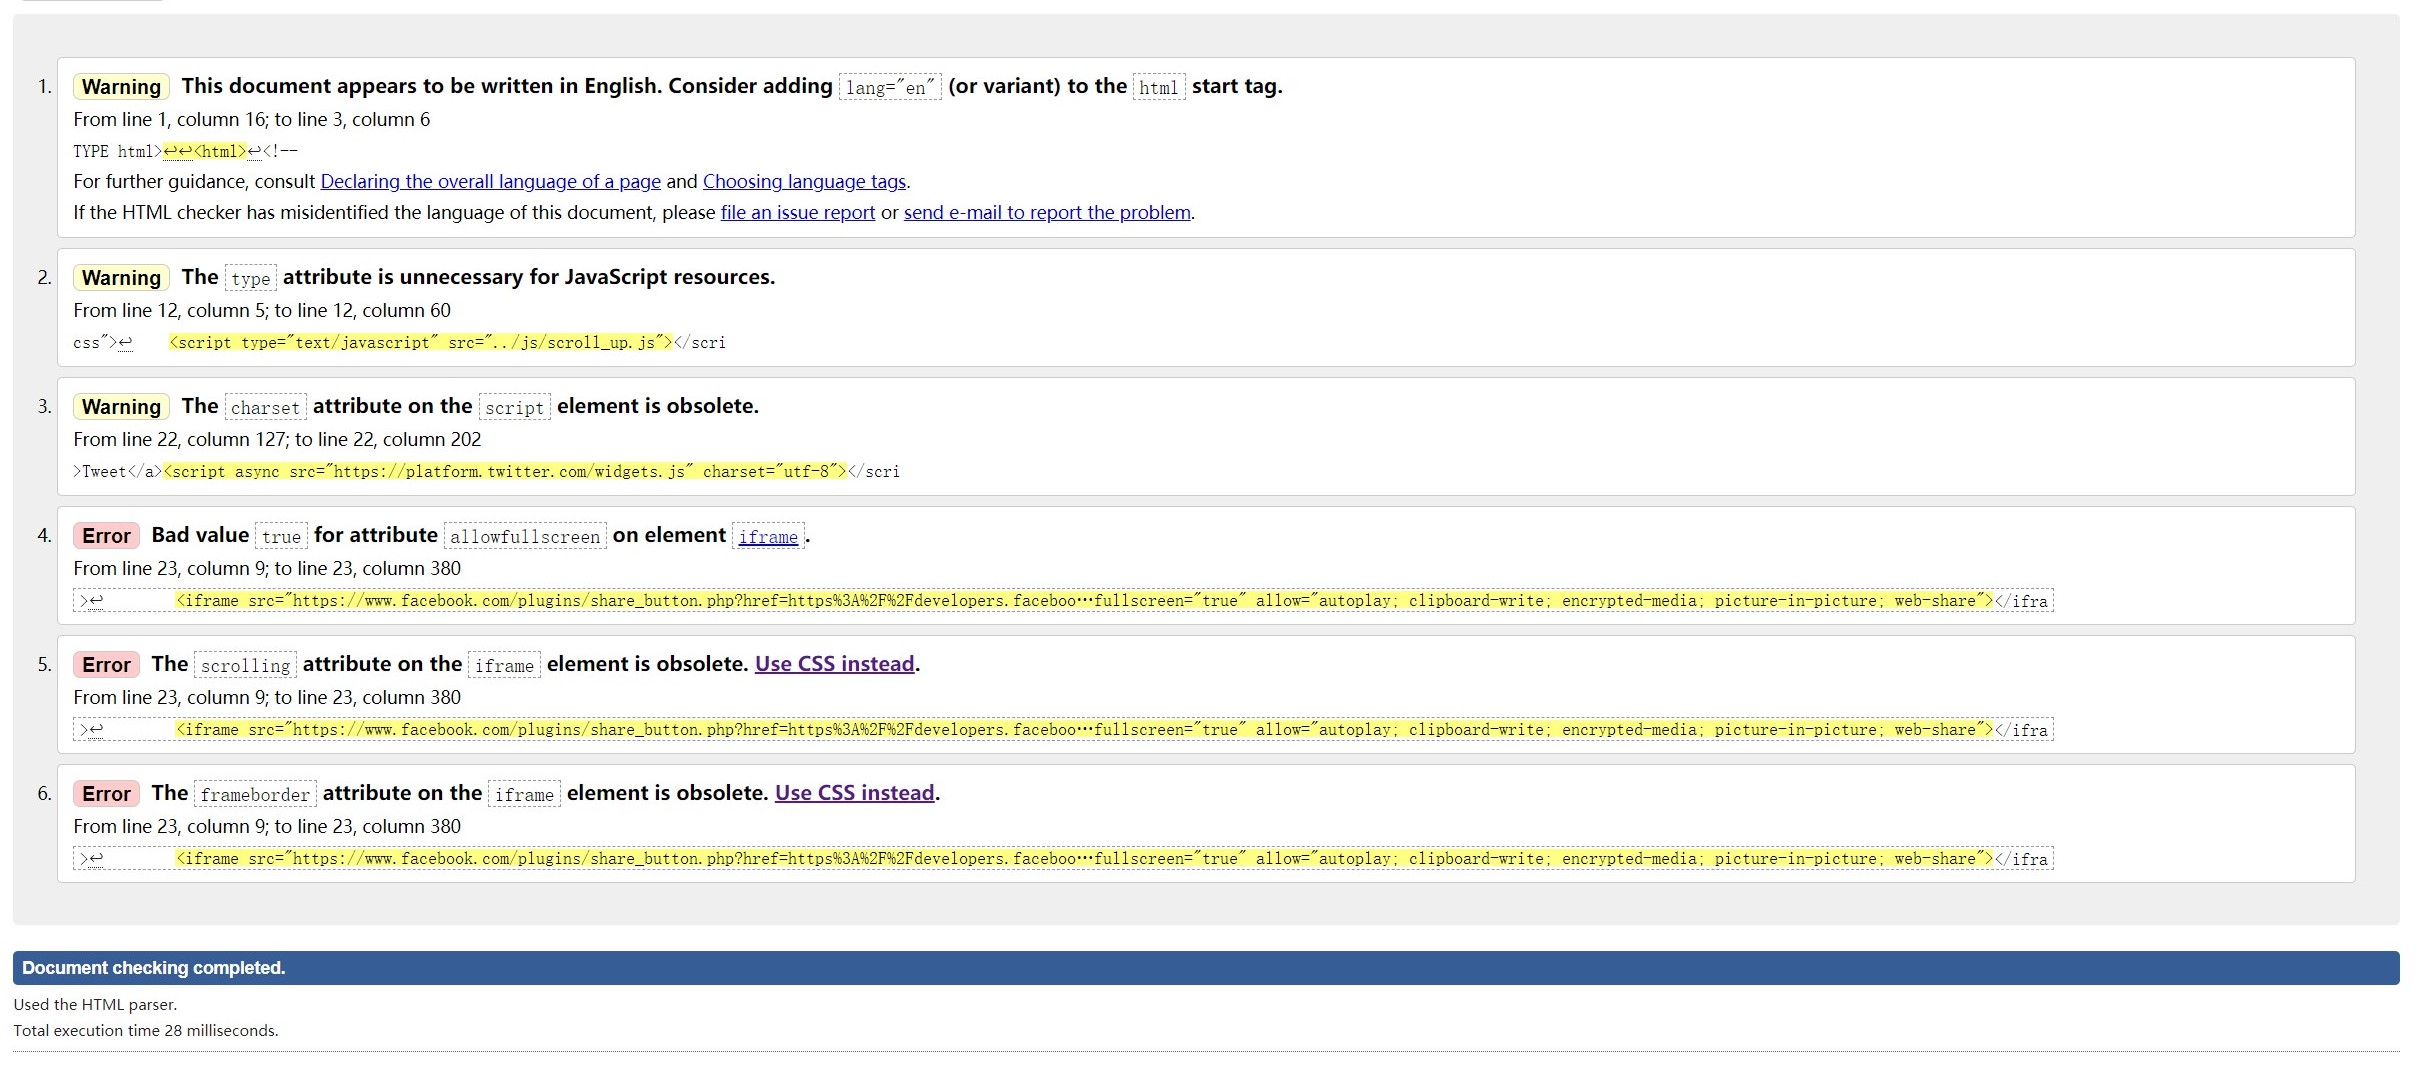 1. Warning This document appears to be written in English. Consider adding lang="en" (or variant) to the html start tag.
From line 1, column 16; to line 3, column 6
TYPE html>↩↩<html>↩<!--
For further guidance, consult Declaring the overall language of a page and Choosing language tags.
If the HTML checker has misidentified the language of this document, please file an issue report or send e-mail to report the problem.
2. Warning The type attribute is unnecessary for JavaScript resources.
From line 12, column 5; to line 12, column 60
css">↩    <script type="text/javascript" src="../js/scroll_up.js"></scri
3. Warning The charset attribute on the script element is obsolete.
From line 22, column 127; to line 22, column 202
>Tweet</a><script async src="https://platform.twitter.com/widgets.js" charset="utf-8"></scri
4. Error Bad value true for attribute allowfullscreen on element iframe.
From line 23, column 9; to line 23, column 380
>↩        <iframe src="https://www.facebook.com/plugins/share_button.php?href=https%3A%2F%2Fdevelopers.faceboo…fullscreen="true" allow="autoplay; clipboard-write; encrypted-media; picture-in-picture; web-share"></ifra
5. Error The scrolling attribute on the iframe element is obsolete. Use CSS instead.
From line 23, column 9; to line 23, column 380
>↩        <iframe src="https://www.facebook.com/plugins/share_button.php?href=https%3A%2F%2Fdevelopers.faceboo…fullscreen="true" allow="autoplay; clipboard-write; encrypted-media; picture-in-picture; web-share"></ifra
6. Error The frameborder attribute on the iframe element is obsolete. Use CSS instead.
From line 23, column 9; to line 23, column 380
>↩        <iframe src="https://www.facebook.com/plugins/share_button.php?href=https%3A%2F%2Fdevelopers.faceboo…fullscreen="true" allow="autoplay; clipboard-write; encrypted-media; picture-in-picture; web-share"></ifra
Document checking completed.
Used the HTML parser.
Total execution time 28 milliseconds.